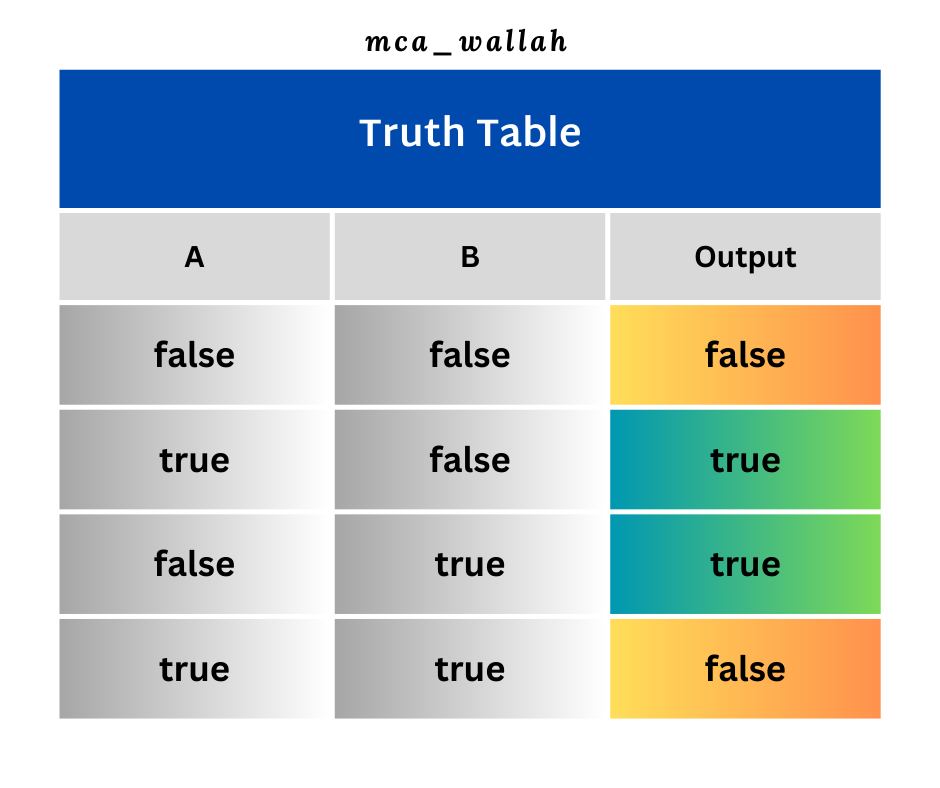 mca_wallah
Truth Table
A B Output
false false false
true false true
false true true
true true false